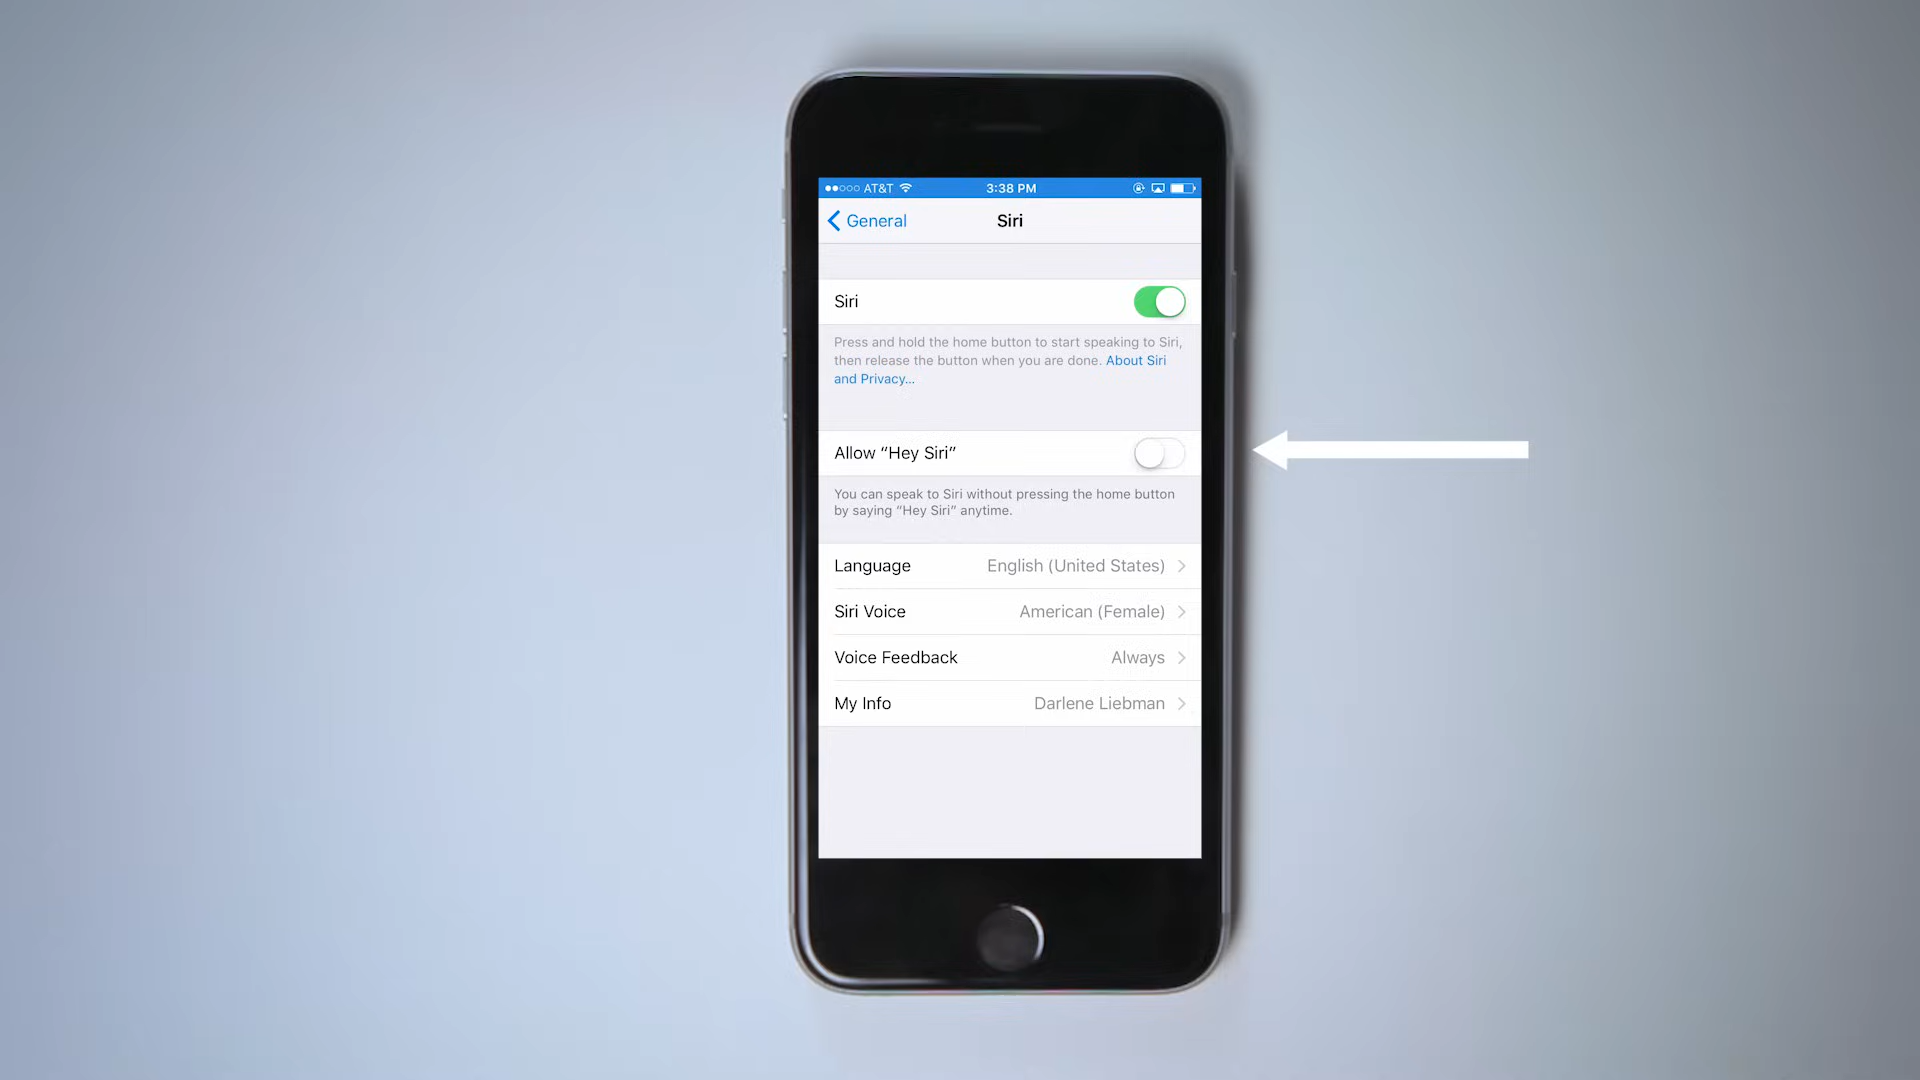 AT&T 3:38 PM
General Siri
Siri
Press and hold the home button to start speaking to Siri,
then release the button when you are done. About Siri
and Privacy...
Allow “Hey Siri”
You can speak to Siri without pressing the home button
by saying “Hey Siri” anytime.
Language English (United States)
Siri Voice American (Female)
Voice Feedback Always
My Info Darlene Liebman